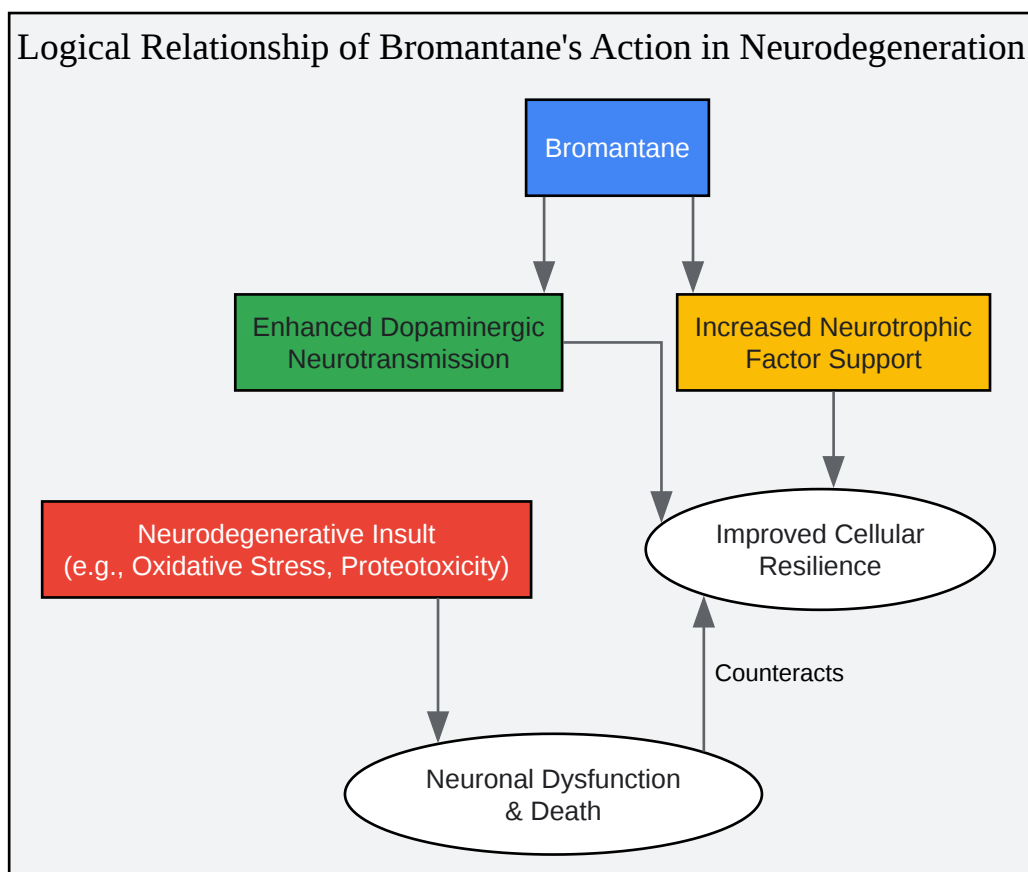 Logical Relationship of Bromantane's Action in Neurodegeneration
Bromantane
Enhanced Dopaminergic
Neurotransmission
Increased Neurotrophic
Factor Support
Neurodegenerative Insult
(e.g., Oxidative Stress, Proteotoxicity)
Improved Cellular
Resilience
Counteracts
Neuronal Dysfunction
& Death